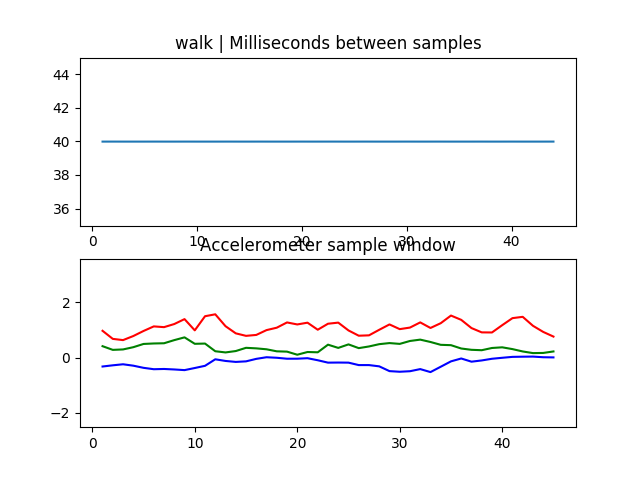 walk | Milliseconds between samples
44
42
40
38
36
0 10 20 30 40
Accelerometer sample window
2
0
−2
0 10 20 30 40